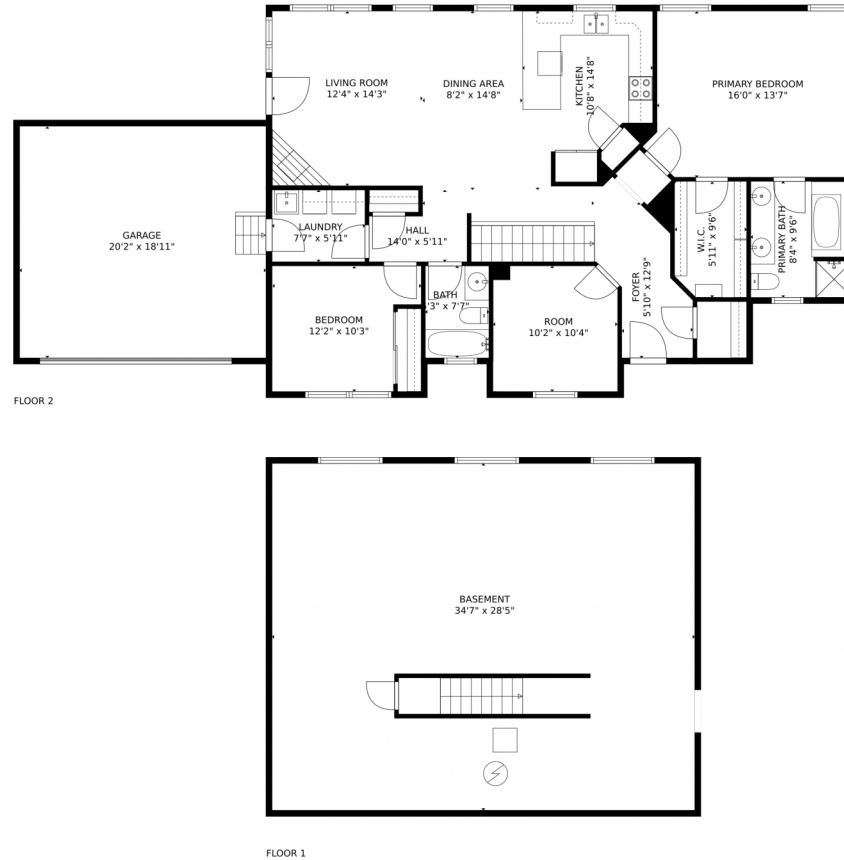 LIVING ROOM
12'4" x 14'3"
DINING AREA
8'2" x 14'8"
KITCHEN
10'8" x 14'8"
PRIMARY BEDROOM
16'0" x 13'7"
GARAGE
20'2" x 18'11"
LAUNDRY
7'7" x 5'11"
HALL
14'0" x 5'11"
W.I.C.
5'11" x 9'6"
PRIMARY BATH
8'4" x 9'6"
BEDROOM
12'2" x 10'3"
BATH
'3" x 7'7"
ROOM
10'2" x 10'4"
FOYER
5'10" x 12'9"
FLOOR 2
BASEMENT
34'7" x 28'5"
FLOOR 1